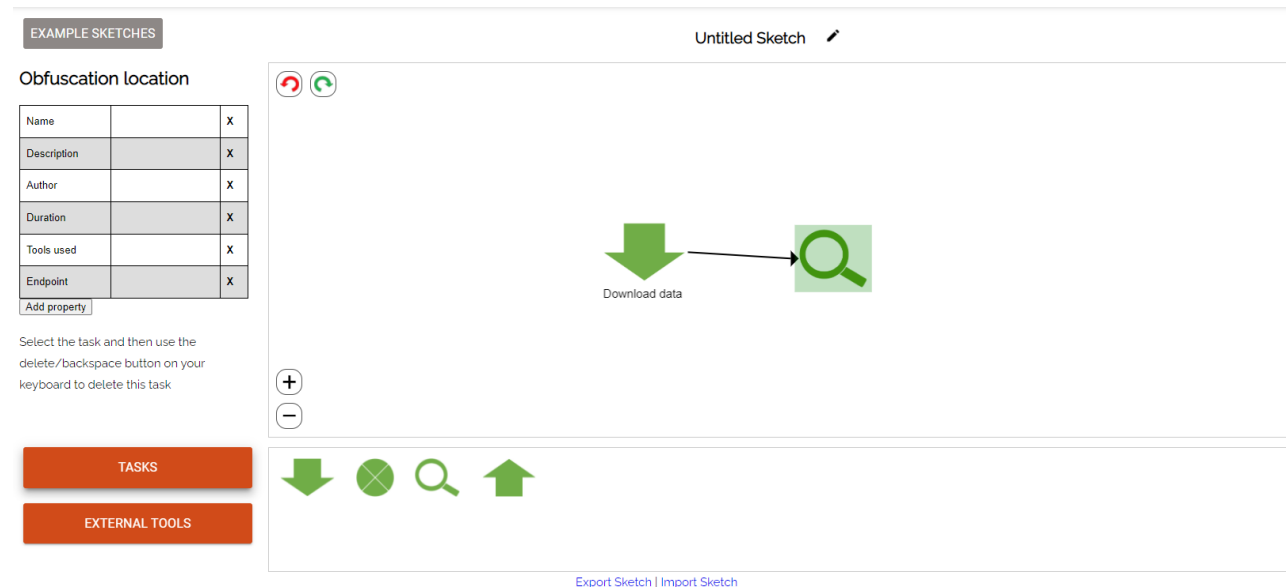 EXAMPLE SKETCHES
Untitled Sketch
Obfuscation location
Name X
Description X
Author X
Duration X
Tools used X
Endpoint X
Add property
Select the task and then use the
delete/backspace button on your
keyboard to delete this task
Download data
TASKS
EXTERNAL TOOLS
Export Sketch | Import Sketch